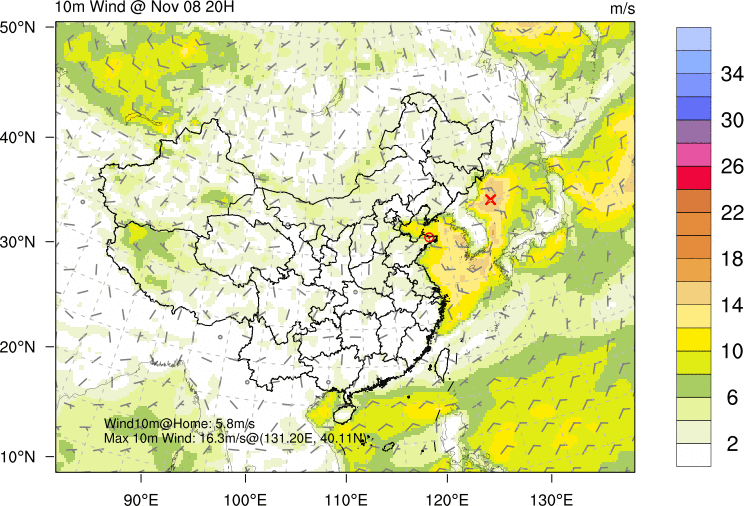 10m Wind @ Nov 08 20H
m/s
50°N
40°N
30°N
20°N
10°N
90°E
100°E
110°E
120°E
130°E
Wind10m@Home: 5.8m/s
Max 10m Wind: 16.3m/s@(131.20E, 40.11N)
34
30
26
22
18
14
10
6
2